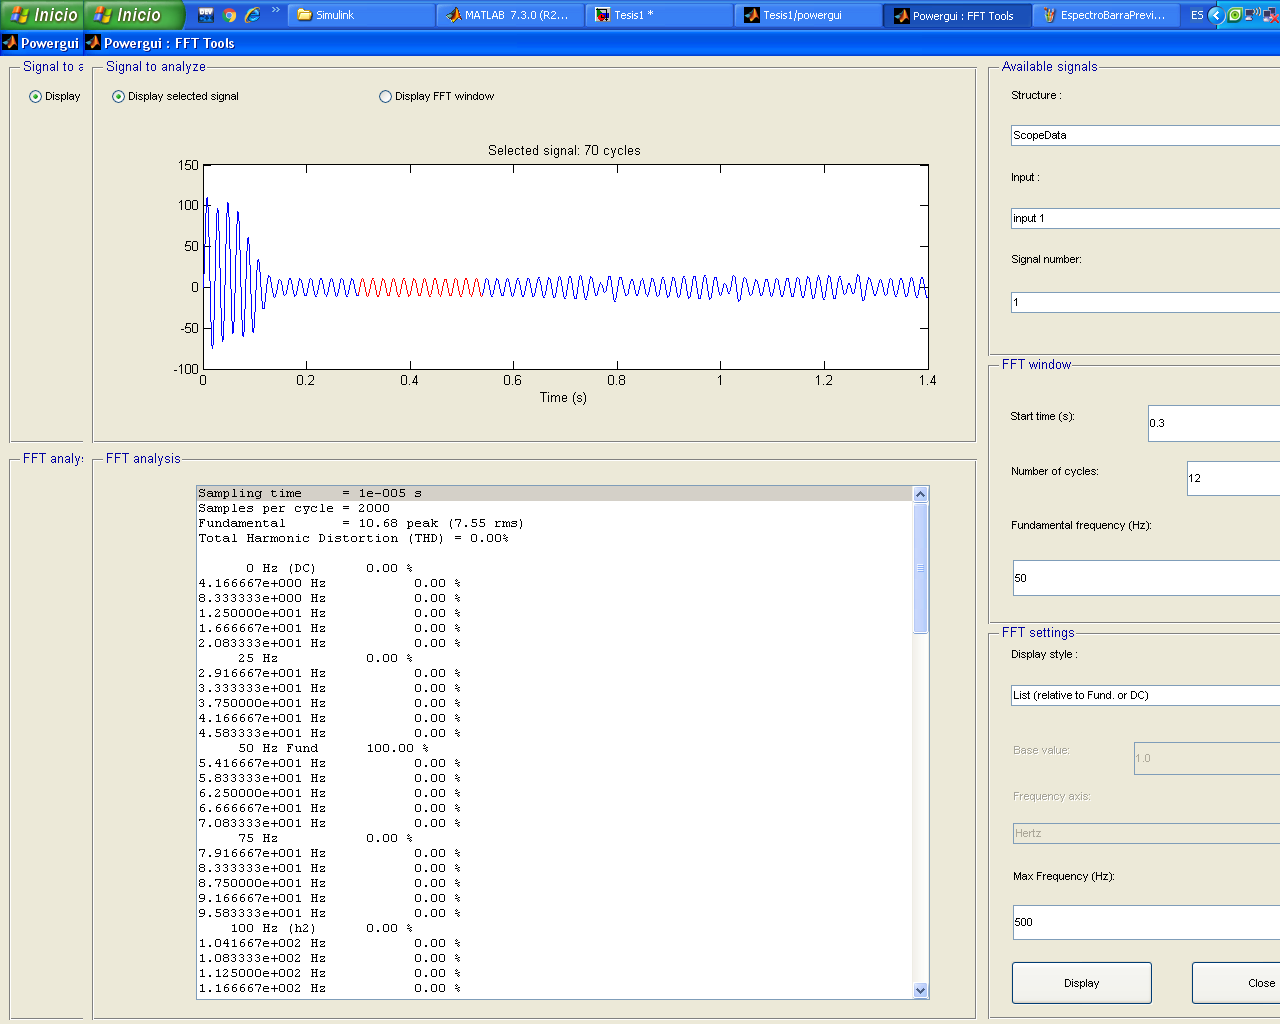 Inicio
Inicio
DEV
»
Simulink
MATLAB 7.3.0 (R2...
Tesis1 *
Tesis1/powergui
Powergui : FFT Tools
EspectroBarraPrevi...
ES
Powergui
Powergui : FFT Tools
Signal to a
Display
Signal to analyze
Display selected signal
Display FFT window
Selected signal: 70 cycles
150
100
50
0
-50
-100
0 0.2 0.4 0.6 0.8 1 1.2 1.4
Time (s)
FFT analy
FFT analysis
Sampling time = 1e-005 s
Samples per cycle = 2000
Fundamental = 10.68 peak (7.55 rms)
Total Harmonic Distortion (THD) = 0.00%
0 Hz (DC) 0.00 %
4.166667e+000 Hz 0.00 %
8.333333e+000 Hz 0.00 %
1.250000e+001 Hz 0.00 %
1.666667e+001 Hz 0.00 %
2.083333e+001 Hz 0.00 %
25 Hz 0.00 %
2.916667e+001 Hz 0.00 %
3.333333e+001 Hz 0.00 %
3.750000e+001 Hz 0.00 %
4.166667e+001 Hz 0.00 %
4.583333e+001 Hz 0.00 %
50 Hz Fund 100.00 %
5.416667e+001 Hz 0.00 %
5.833333e+001 Hz 0.00 %
6.250000e+001 Hz 0.00 %
6.666667e+001 Hz 0.00 %
7.083333e+001 Hz 0.00 %
75 Hz 0.00 %
7.916667e+001 Hz 0.00 %
8.333333e+001 Hz 0.00 %
8.750000e+001 Hz 0.00 %
9.166667e+001 Hz 0.00 %
9.583333e+001 Hz 0.00 %
100 Hz (h2) 0.00 %
1.041667e+002 Hz 0.00 %
1.083333e+002 Hz 0.00 %
1.125000e+002 Hz 0.00 %
1.166667e+002 Hz 0.00 %
Available signals
Structure :
ScopeData
Input :
input 1
Signal number:
1
FFT window
Start time (s):
0.3
Number of cycles:
12
Fundamental frequency (Hz):
50
FFT settings
Display style :
List (relative to Fund. or DC)
Base value:
1.0
Frequency axis:
Hertz
Max Frequency (Hz):
500
Display
Close